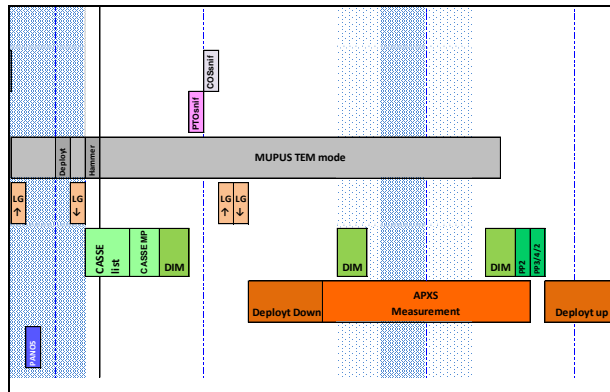 COSsnif
PTOsnif
Deployt
Hammer
MUPUS TEM mode
LG
↑
LG
↓
LG
↑
LG
↓
CASSE
list
CASSE MP
DIM
DIM
DIM
PP2
PP3/4/2
Deployt Down
APXS
Measurement
Deployt up
PANOS